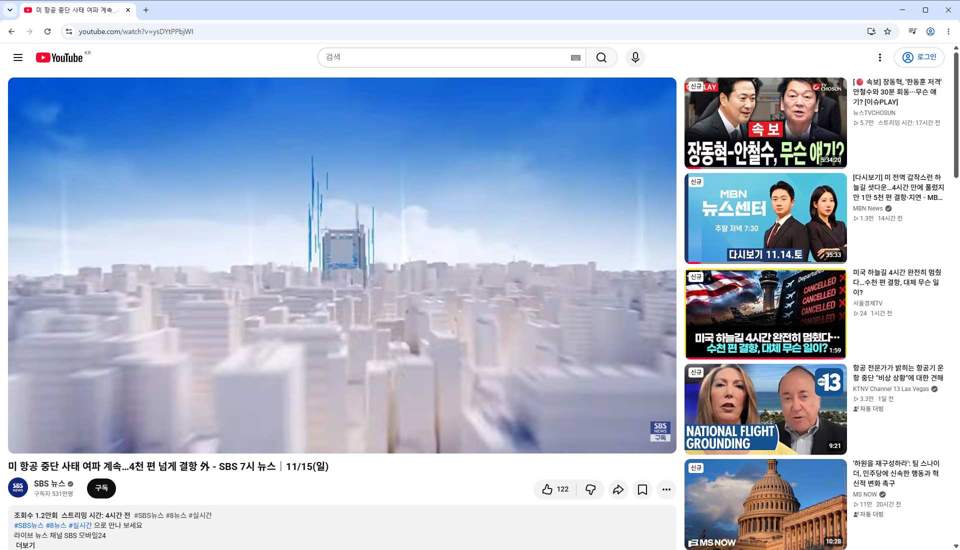 미 항공 중단 사태 여파 계속...
youtube.com/watch?v=ysDYtPPbjWI
YouTube KR
검색
로그인
SBS NEWS
구독
미 항공 중단 사태 여파 계속...4천 편 넘게 결항 外 - SBS 7시 뉴스｜11/15(일)
SBS 뉴스
구독자 531만명
구독
122
조회수 1.2만회 스트리밍 시간: 4시간 전 #SBS뉴스 #8뉴스 #실시간
#SBS뉴스 #8뉴스 #실시간 으로 만나 보세요
라이브 뉴스 채널 SBS 모바일24
더보기
신규
속보
장동혁-안철수, 무슨 얘기?
5:34:20
[🔴 속보] 장동혁, '한동훈 저격' 
안철수와 30분 회동…무슨 얘
기? [이슈PLAY]
뉴스TVCHOSUN
5.7만 스트리밍 시간: 17시간 전
신규
MBN
뉴스센터
주말 저녁 7:30
다시보기 11.14.토
35:33
[다시보기] 미 전역 갑작스런 하
늘길 셧다운...4시간 만에 풀렸지
만 1만 5천 편 결항·지연 - MB...
MBN News
1.3만 14시간 전
신규
Departures
CANCELLED
CANCELLED
CANCELLED
미국 하늘길 4시간 완전히 멈췄다…
수천 편 결항, 대체 무슨 일이?
1:59
미국 하늘길 4시간 완전히 멈췄
다...수천 편 결항, 대체 무슨 일
이?
서울경제TV
24 1시간 전
신규
13
NATIONAL FLIGHT
GROUNDING
9:21
항공 전문가가 밝히는 항공기 운
항 중단 "비상 상황"에 대한 견해
KTNV Channel 13 Las Vegas
3.3만 1일 전
자동 더빙
신규
MS NOW
10:28
'하원을 재구성하라': 팀 스나이
더, 민주당에 신속한 행동과 혁
신적 변화 촉구
MS NOW
11만 20시간 전
자동 더빙